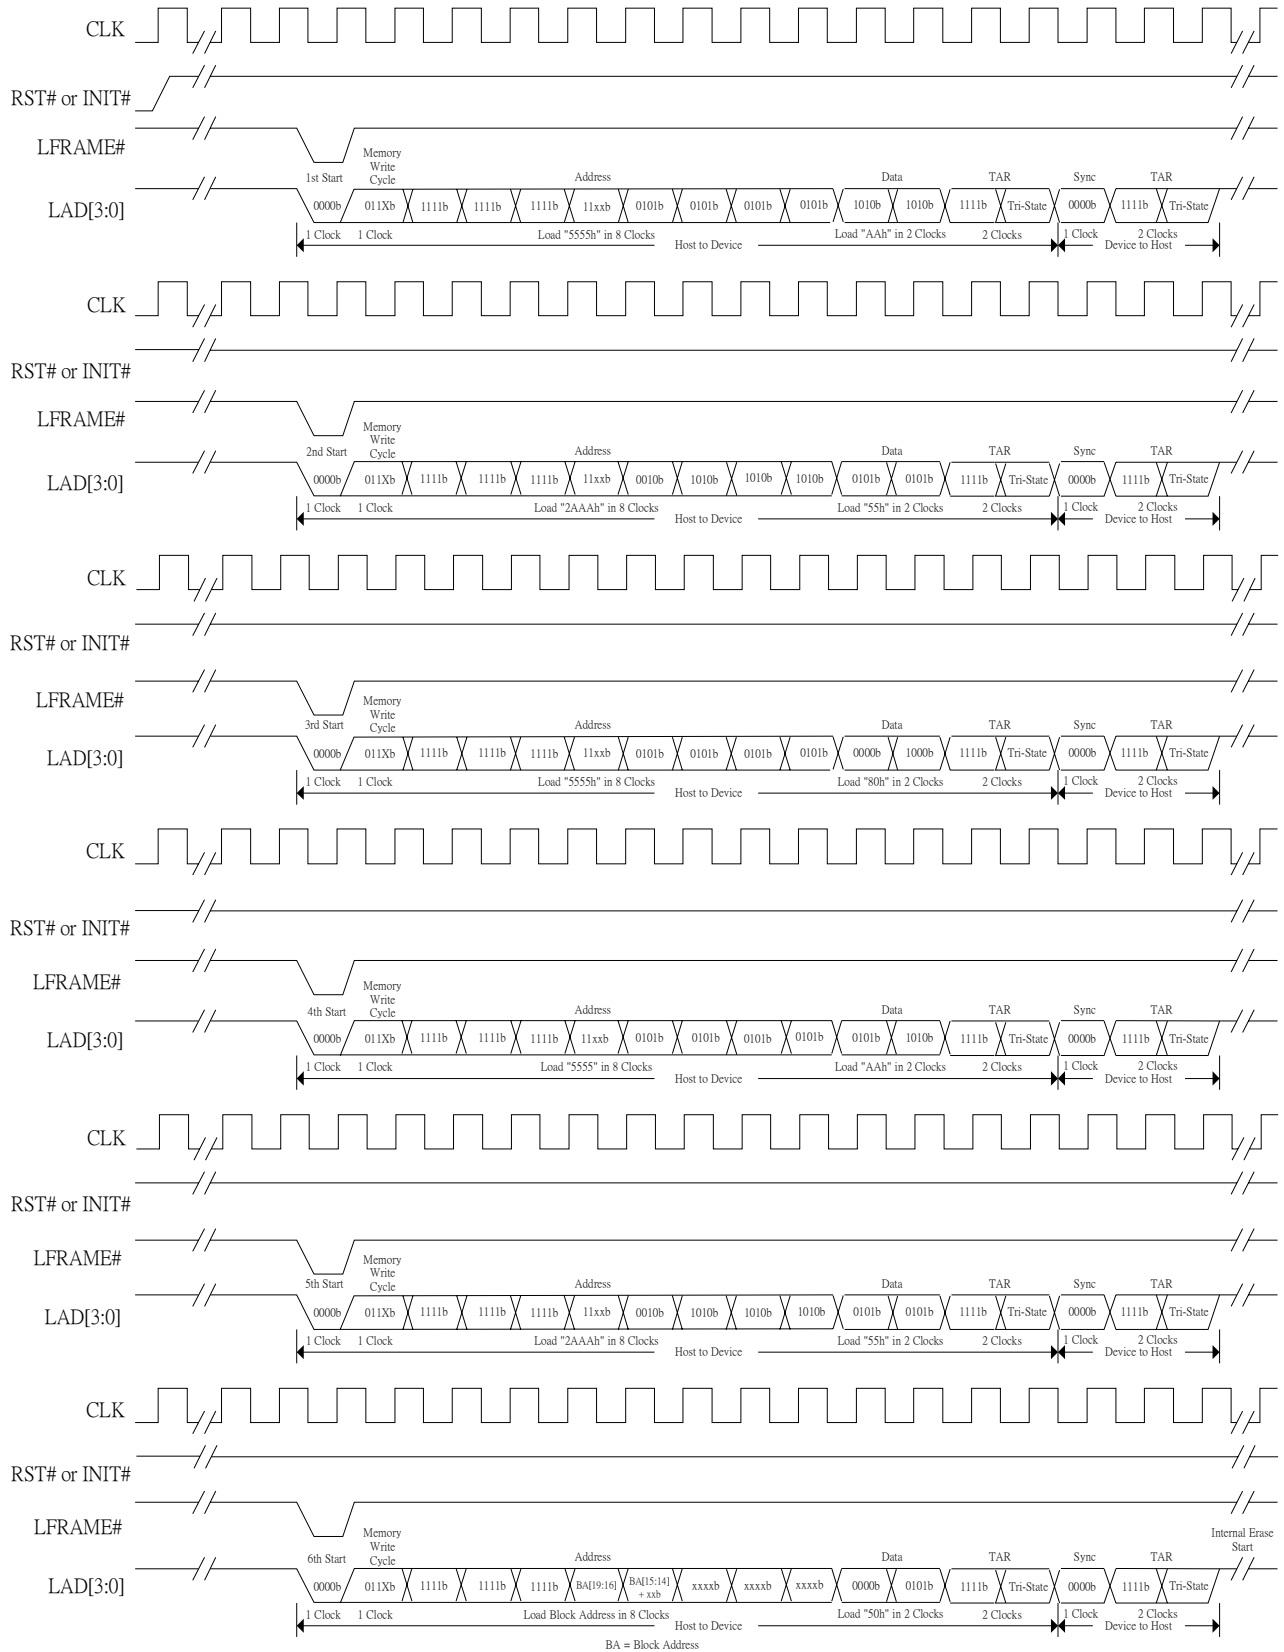 CLK
RST# or INIT#
LFRAME#
Memory
Write
Cycle
1st Start Address Data TAR Sync TAR
LAD[3:0] 0000b 011Xb 1111b 1111b 1111b 11xxb 0101b 0101b 0101b 0101b 1010b 1010b 1111b Tri-State 0000b 1111b Tri-State
1 Clock 1 Clock Load "5555h" in 8 Clocks Load "AAh" in 2 Clocks 2 Clocks 1 Clock 2 Clocks
Host to Device Device to Host
CLK
RST# or INIT#
LFRAME#
Memory
Write
Cycle
2nd Start Address Data TAR Sync TAR
LAD[3:0] 0000b 011Xb 1111b 1111b 1111b 11xxb 0010b 1010b 1010b 1010b 0101b 0101b 1111b Tri-State 0000b 1111b Tri-State
1 Clock 1 Clock Load "2AAAh" in 8 Clocks Load "55h" in 2 Clocks 2 Clocks 1 Clock 2 Clocks
Host to Device Device to Host
CLK
RST# or INIT#
LFRAME#
Memory
Write
Cycle
3rd Start Address Data TAR Sync TAR
LAD[3:0] 0000b 011Xb 1111b 1111b 1111b 11xxb 0101b 0101b 0101b 0101b 0000b 1000b 1111b Tri-State 0000b 1111b Tri-State
1 Clock 1 Clock Load "5555h" in 8 Clocks Load "80h" in 2 Clocks 2 Clocks 1 Clock 2 Clocks
Host to Device Device to Host
CLK
RST# or INIT#
LFRAME#
Memory
Write
Cycle
4th Start Address Data TAR Sync TAR
LAD[3:0] 0000b 011Xb 1111b 1111b 1111b 11xxb 0101b 0101b 0101b 0101b 0101b 1010b 1111b Tri-State 0000b 1111b Tri-State
1 Clock 1 Clock Load "5555" in 8 Clocks Load "AAh" in 2 Clocks 2 Clocks 1 Clock 2 Clocks
Host to Device Device to Host
CLK
RST# or INIT#
LFRAME#
Memory
Write
Cycle
5th Start Address Data TAR Sync TAR
LAD[3:0] 0000b 011Xb 1111b 1111b 1111b 11xxb 0010b 1010b 1010b 1010b 0101b 0101b 1111b Tri-State 0000b 1111b Tri-State
1 Clock 1 Clock Load "2AAAh" in 8 Clocks Load "55h" in 2 Clocks 2 Clocks 1 Clock 2 Clocks
Host to Device Device to Host
CLK
RST# or INIT#
LFRAME#
Memory
Write
Cycle
Internal Erase
Start
6th Start Address Data TAR Sync TAR
LAD[3:0] 0000b 011Xb 1111b 1111b 1111b BA[19:16] BA[15:14] + xxb xxxxb xxxxb xxxxb 0000b 0101b 1111b Tri-State 0000b 1111b Tri-State
1 Clock 1 Clock Load Block Address in 8 Clocks Load "50h" in 2 Clocks 2 Clocks 1 Clock 2 Clocks
Host to Device Device to Host
BA = Block Address